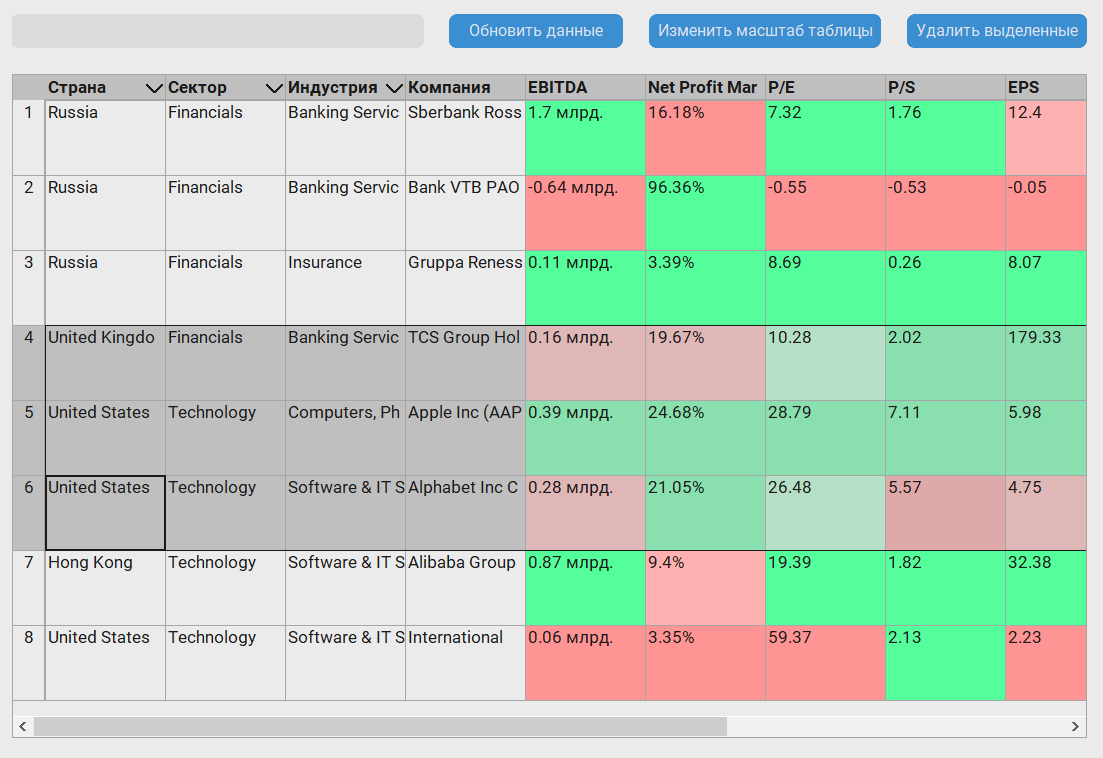 Обновить данные Изменить масштаб таблицы Удалить выделенные
Страна Сектор Индустрия Компания EBITDA Net Profit Mar P/E P/S EPS
1 Russia Financials Banking Servic Sberbank Ross 1.7 млрд. 16.18% 7.32 1.76 12.4
2 Russia Financials Banking Servic Bank VTB PAO -0.64 млрд. 96.36% -0.55 -0.53 -0.05
3 Russia Financials Insurance Gruppa Reness 0.11 млрд. 3.39% 8.69 0.26 8.07
4 United Kingdo Financials Banking Servic TCS Group Hol 0.16 млрд. 19.67% 10.28 2.02 179.33
5 United States Technology Computers, Ph Apple Inc (AAP 0.39 млрд. 24.68% 28.79 7.11 5.98
6 United States Technology Software & IT S Alphabet Inc C 0.28 млрд. 21.05% 26.48 5.57 4.75
7 Hong Kong Technology Software & IT S Alibaba Group 0.87 млрд. 9.4% 19.39 1.82 32.38
8 United States Technology Software & IT S International 0.06 млрд. 3.35% 59.37 2.13 2.23